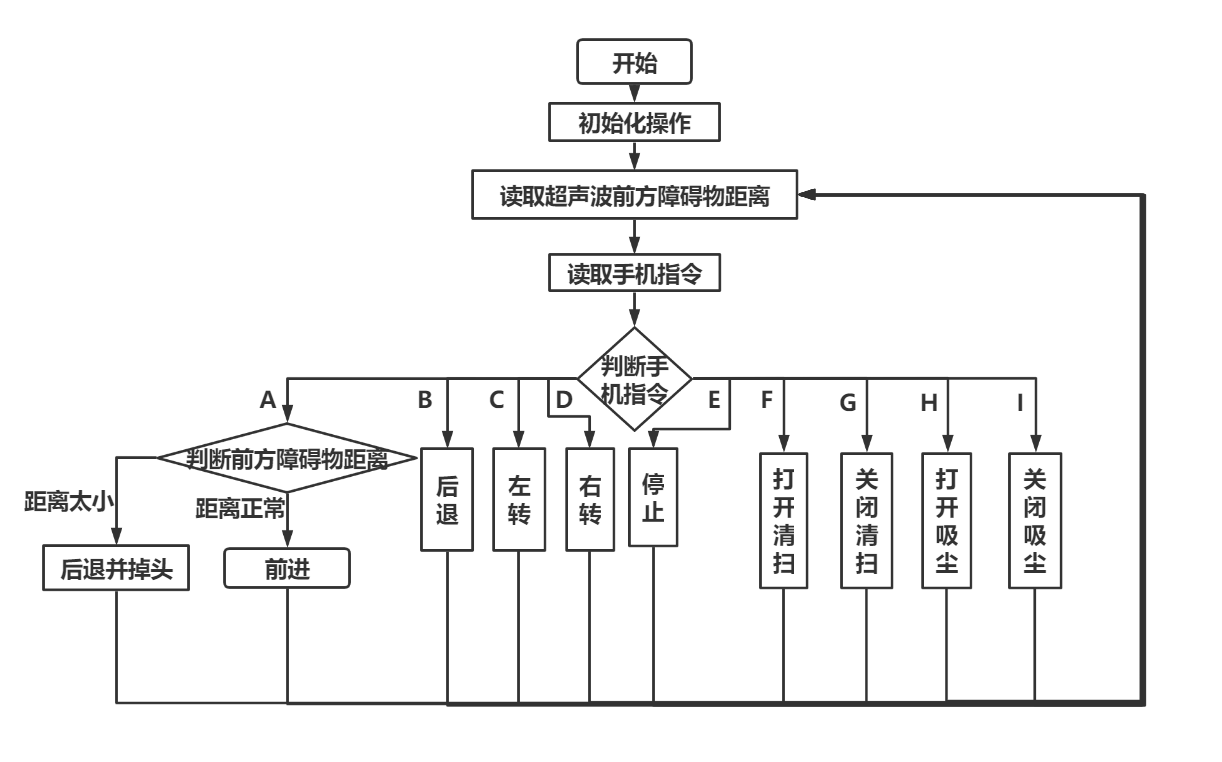 开始
初始化操作
读取超声波前方障碍物距离
读取手机指令
判断手
机指令
A
B
C
D
E
F
G
H
I
判断前方障碍物距离
距离太小
距离正常
后退并掉头
前进
后
退
左
转
右
转
停
止
打
开
清
扫
关
闭
清
扫
打
开
吸
尘
关
闭
吸
尘